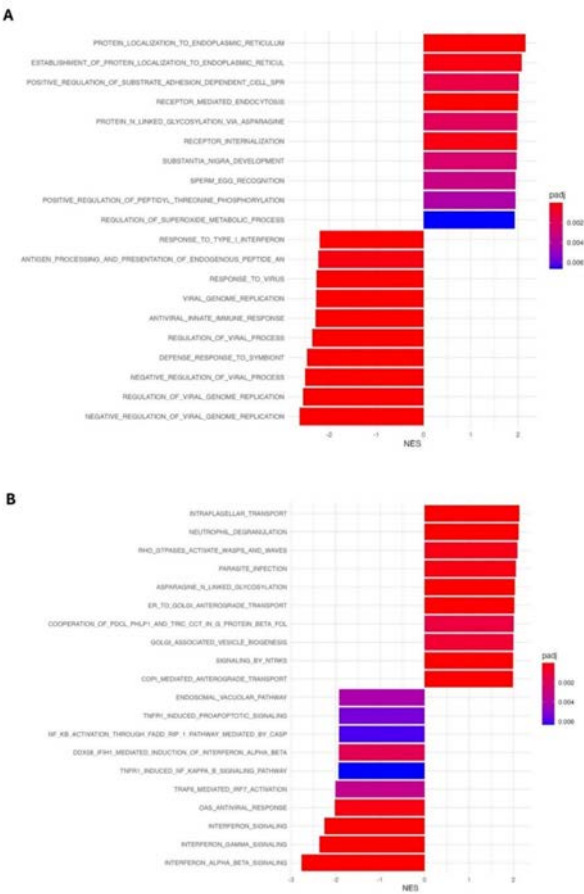 A
PROTEIN_LOCALIZATION_TO_ENDOPLASMIC_RETICULUM
ESTABLISHMENT_OF_PROTEIN_LOCALIZATION_TO_ENDOPLASMIC_RETICUL
POSITIVE_REGULATION_OF_SUBSTRATE_ADHESION_DEPENDENT_CELL_SPR
RECEPTOR_MEDIATED_ENDOCYTOSIS
PROTEIN_N_LINKED_GLYCOSYLATION_VIA_ASPARAGINE
RECEPTOR_INTERNALIZATION
SUBSTANTIA_NIGRA_DEVELOPMENT
SPERM_EGG_RECOGNITION
POSITIVE_REGULATION_OF_PEPTIDYL_THREONINE_PHOSPHORYLATION
REGULATION_OF_SUPEROXIDE_METABOLIC_PROCESS
RESPONSE_TO_TYPE_I_INTERFERON
ANTIGEN_PROCESSING_AND_PRESENTATION_OF_ENDOGENOUS_PEPTIDE_AN
RESPONSE_TO_VIRUS
VIRAL_GENOME_REPLICATION
ANTIVIRAL_INNATE_IMMUNE_RESPONSE
REGULATION_OF_VIRAL_PROCESS
DEFENSE_RESPONSE_TO_SYMBIONT
NEGATIVE_REGULATION_OF_VIRAL_PROCESS
REGULATION_OF_VIRAL_GENOME_REPLICATION
NEGATIVE_REGULATION_OF_VIRAL_GENOME_REPLICATION
-2 -1 0 1 2
NES
padj
0.002
0.004
0.006
B
INTRAFLAGELLAR_TRANSPORT
NEUTROPHIL_DEGRANULATION
RHO_GTPASES_ACTIVATE_WASPS_AND_WAVES
PARASITE_INFECTION
ASPARAGINE_N_LINKED_GLYCOSYLATION
ER_TO_GOLGI_ANTEROGRADE_TRANSPORT
COOPERATION_OF_PDCL_PHLP1_AND_TRIC_CCT_IN_G_PROTEIN_BETA_FOL
GOLGI_ASSOCIATED_VESICLE_BIOGENESIS
SIGNALING_BY_NTRKS
COPI_MEDIATED_ANTEROGRADE_TRANSPORT
ENDOSOMAL_VACUOLAR_PATHWAY
TNFR1_INDUCED_PROAPOPTOTIC_SIGNALING
NF_KB_ACTIVATION_THROUGH_FADD_RIP_1_PATHWAY_MEDIATED_BY_CASP
DDX58_IFIH1_MEDIATED_INDUCTION_OF_INTERFERON_ALPHA_BETA
TNFR1_INDUCED_NF_KAPPA_B_SIGNALING_PATHWAY
TRAF6_MEDIATED_IRF7_ACTIVATION
OAS_ANTIVIRAL_RESPONSE
INTERFERON_SIGNALING
INTERFERON_GAMMA_SIGNALING
INTERFERON_ALPHA_BETA_SIGNALING
-3 -2 -1 0 1 2
NES
padj
0.002
0.004